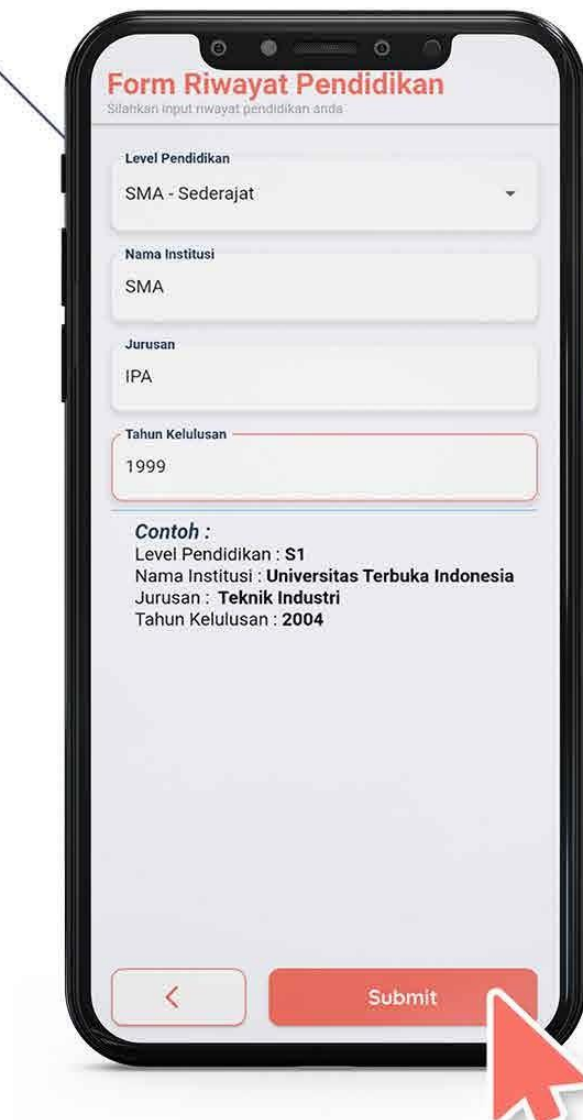 Form Riwayat Pendidikan
Silahkan input riwayat pendidikan anda
Level Pendidikan
SMA - Sederajat
Nama Institusi
SMA
Jurusan
IPA
Tahun Kelulusan
1999
Contoh :
Level Pendidikan : S1
Nama Institusi : Universitas Terbuka Indonesia
Jurusan : Teknik Industri
Tahun Kelulusan : 2004
Submit